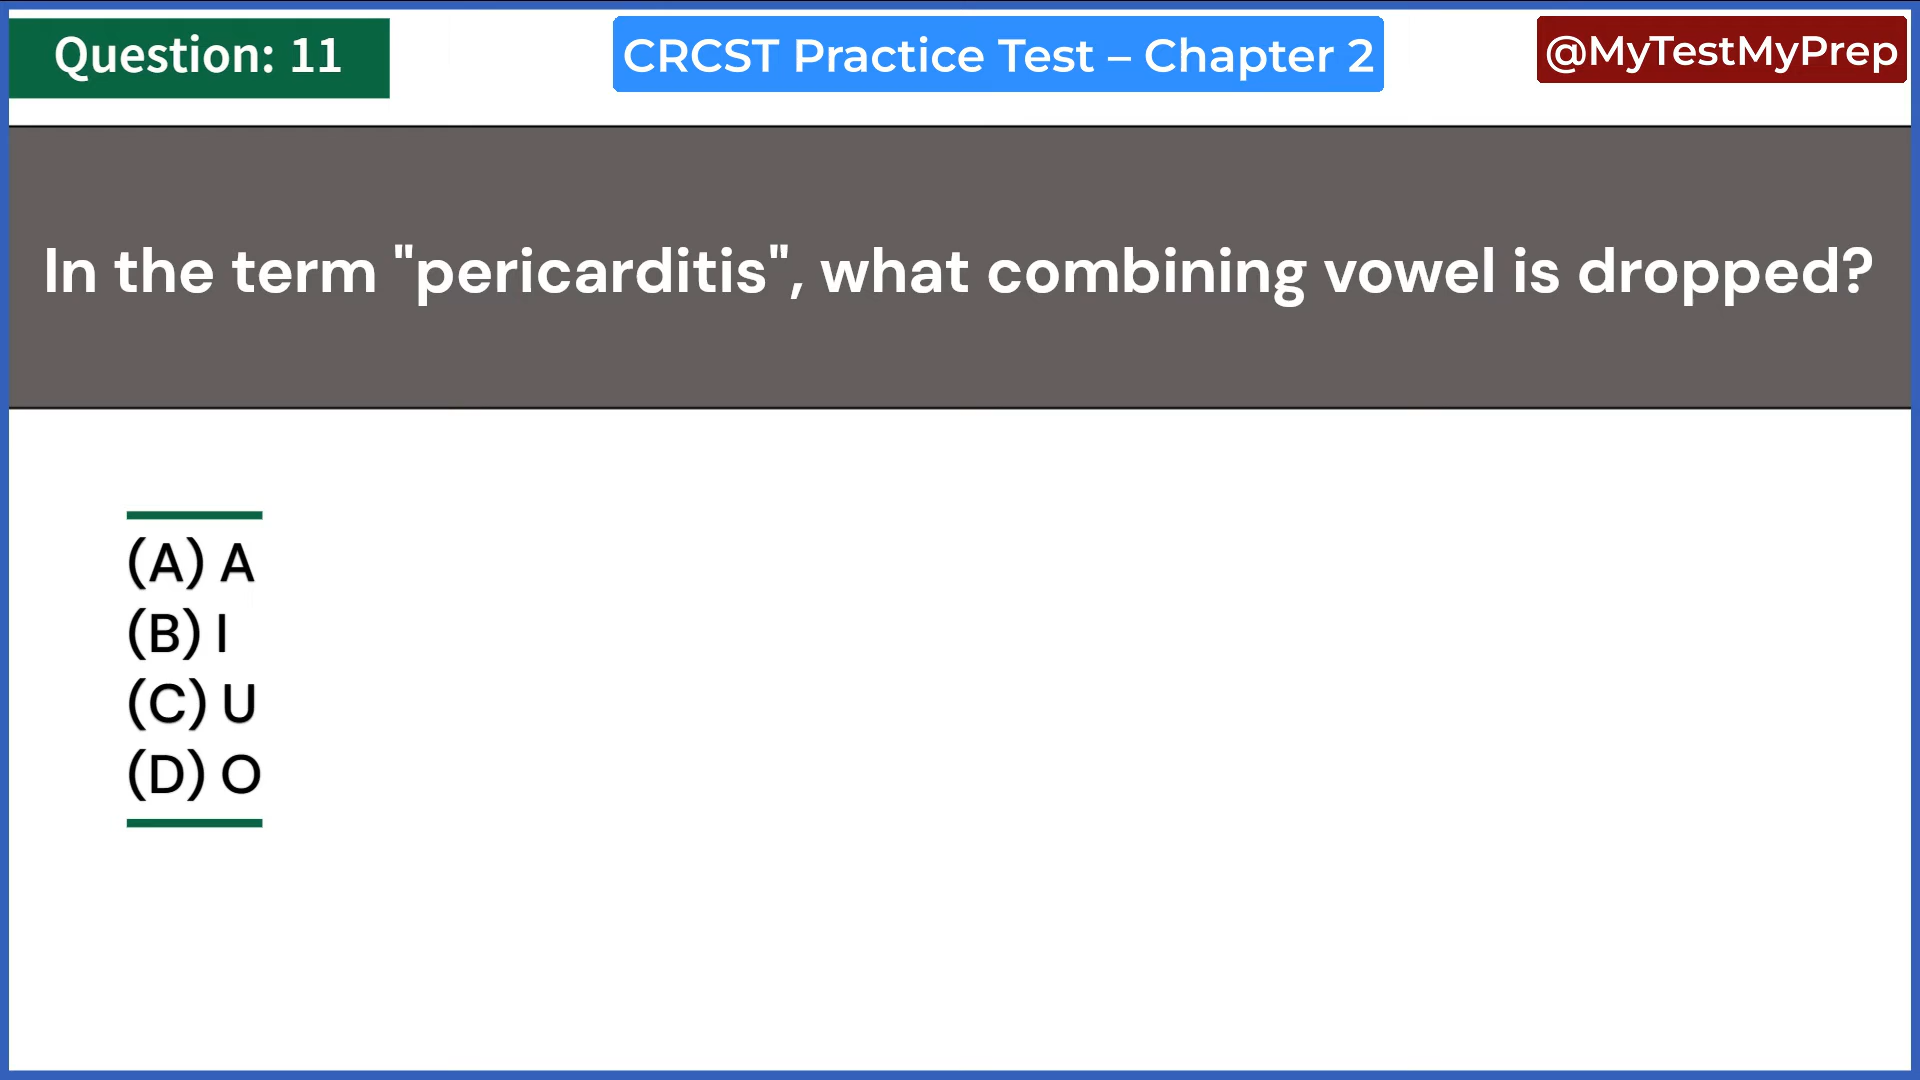 Question: 11
CRCST Practice Test – Chapter 2
@MyTestMyPrep
In the term "pericarditis", what combining vowel is dropped?
(A) A
(B) I
(C) U
(D) O